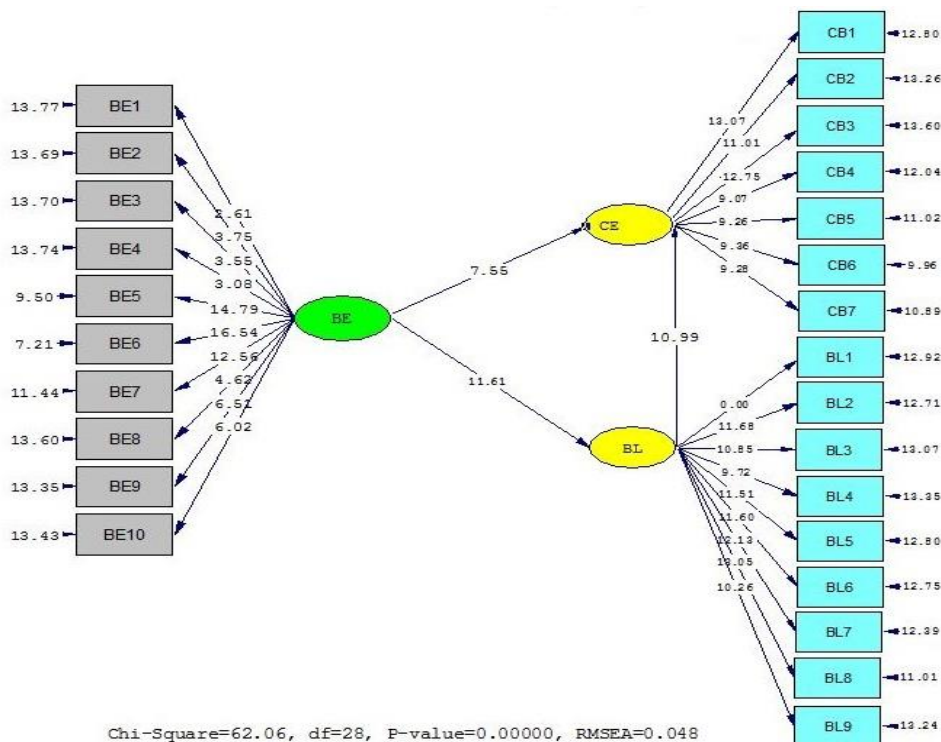 13.77 BE1
13.69 BE2
13.70 BE3
13.74 BE4
9.50 BE5
7.21 BE6
11.44 BE7
13.60 BE8
13.35 BE9
13.43 BE10
2.61
3.75
3.55
3.08
14.79
16.54
12.56
4.62
6.51
6.02
BE
7.55
11.61
CE
10.99
BL
13.07
11.01
12.75
9.07
9.26
9.36
9.28
0.00
11.68
10.85
9.72
11.51
11.60
12.13
13.05
10.26
CB1 12.80
CB2 13.26
CB3 13.60
CB4 12.04
CB5 11.02
CB6 9.96
CB7 10.89
BL1 12.92
BL2 12.71
BL3 13.07
BL4 13.35
BL5 12.80
BL6 12.75
BL7 12.39
BL8 11.01
BL9 13.24
Chi-Square=62.06, df=28, P-value=0.00000, RMSEA=0.048